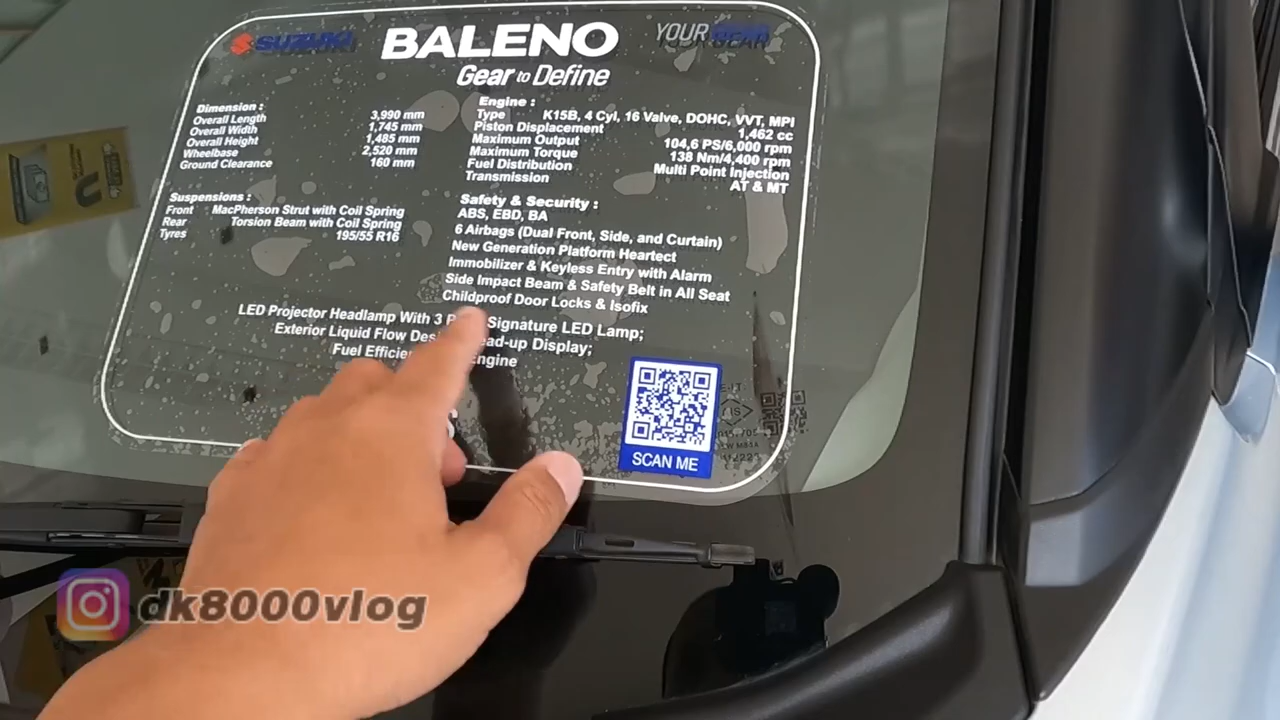 SUZUKI
BALENO
YOUR GEAR
Gear to Define
Dimension :
Overall Length 3,990 mm
Overall Width 1,745 mm
Overall Height 1,485 mm
Wheelbase 2,520 mm
Ground Clearance 160 mm
Suspensions :
Front MacPherson Strut with Coil Spring
Rear Torsion Beam with Coil Spring
Tyres 195/55 R16
Engine :
Type K15B, 4 Cyl, 16 Valve, DOHC, VVT, MPI
Piston Displacement 1,462 cc
Maximum Output 104,6 PS/6,000 rpm
Maximum Torque 138 Nm/4,400 rpm
Fuel Distribution Multi Point Injection
Transmission AT & MT
Safety & Security :
ABS, EBD, BA
6 Airbags (Dual Front, Side, and Curtain)
New Generation Platform Heartect
Immobilizer & Keyless Entry with Alarm
Side Impact Beam & Safety Belt in All Seat
Childproof Door Locks & Isofix
LED Projector Headlamp With 3 Signature LED Lamp;
Exterior Liquid Flow Display;
Fuel Engine
SCAN ME
dk8000vlog